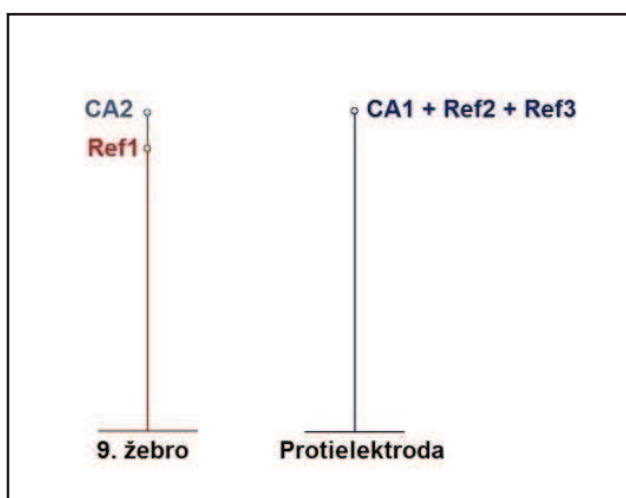 CA2
CA1 + Ref2 + Ref3
Ref1
9. žebro
Protielektroda